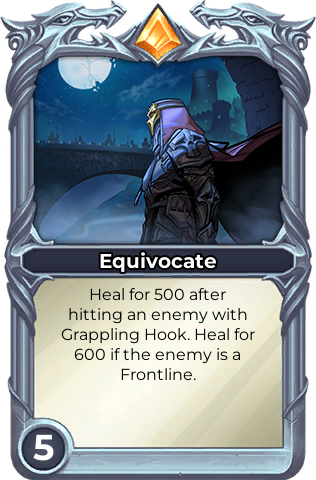 Equivocate
Heal for 500 after
hitting an enemy with
Grappling Hook. Heal for
600 if the enemy is a
Frontline.
5